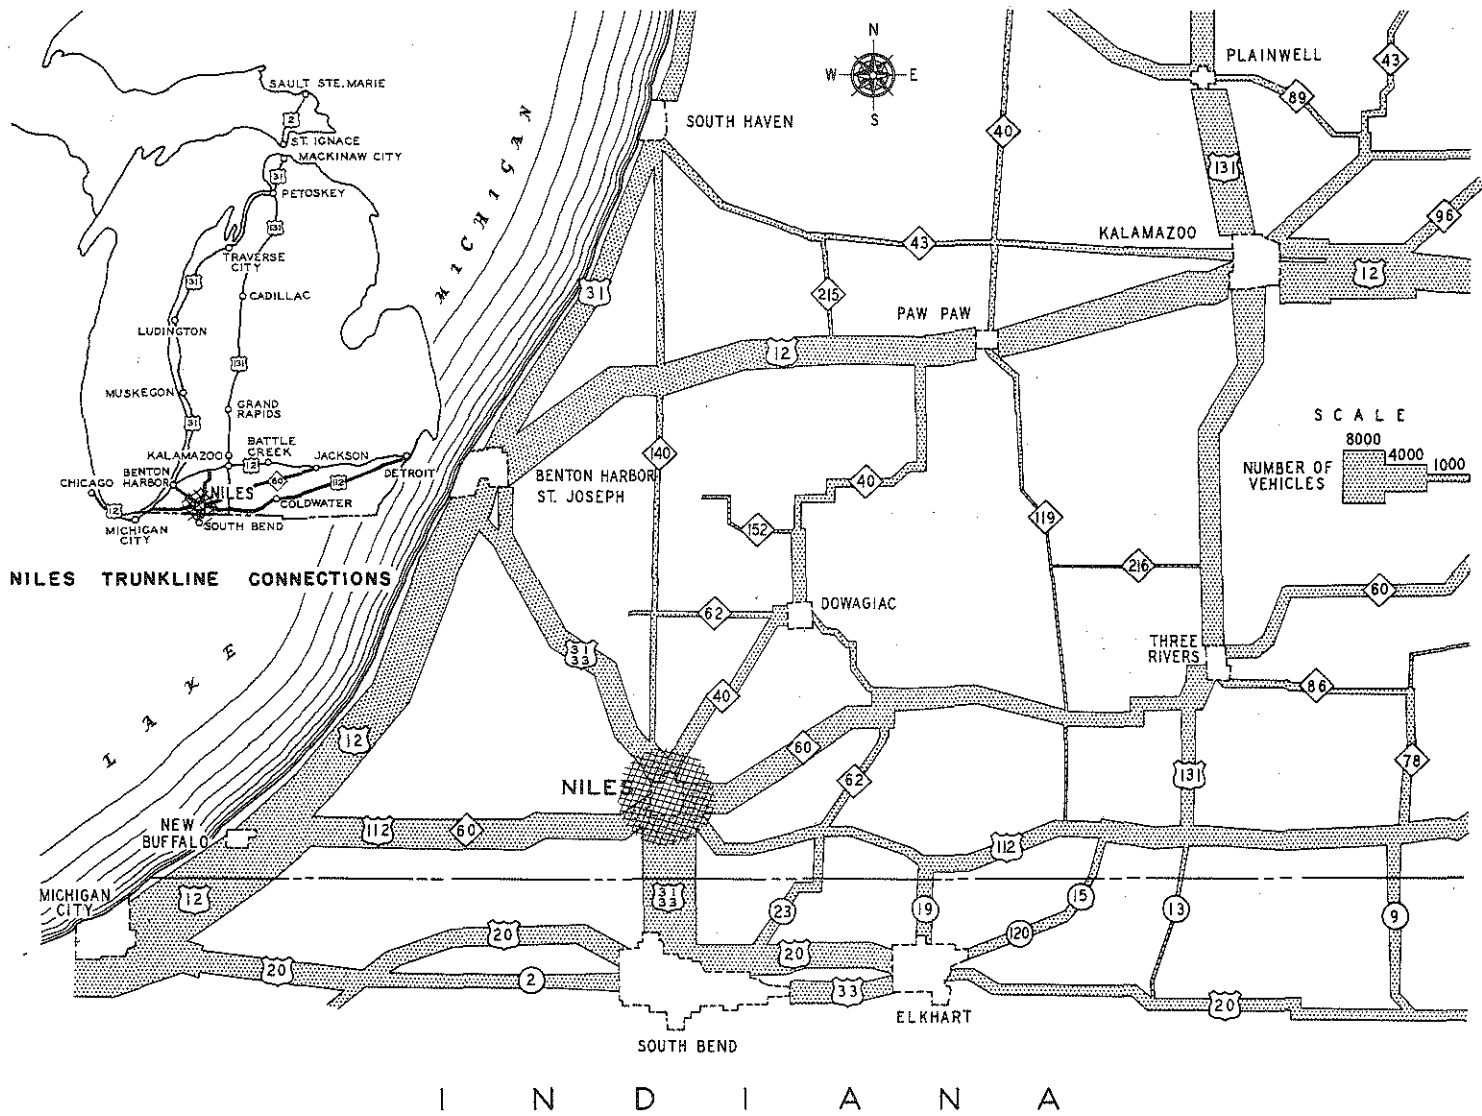 SAULT STE. MARIE
2
ST. IGNACE
MACKINAW CITY
31
PETOSKEY
131
TRAVERSE
CITY
31
CADILLAC
LUDINGTON
131
MUSKEGON
GRAND
RAPIDS
31
KALAMAZOO
BATTLE
CREEK
JACKSON
12
BENTON
HARBOR
60
112
DETROIT
CHICAGO
NILES
COLDWATER
12
MICHIGAN
CITY
SOUTH BEND
NILES TRUNKLINE CONNECTIONS
LAKE MICHIGAN
N
W E
S
SOUTH HAVEN
40
PLAINWELL
43
89
131
96
KALAMAZOO
43
12
31
215
PAW PAW
12
SCALE
8000
4000
1000
NUMBER OF
VEHICLES
140
BENTON HARBOR
ST. JOSEPH
40
119
152
216
60
62
DOWAGIAC
THREE
RIVERS
31
33
40
86
12
60
62
131
78
NILES
NEW
BUFFALO
112
60
112
MICHIGAN
CITY
12
31
33
23
19
15
13
9
120
20
20
20
2
33
20
ELKHART
SOUTH BEND
INDIANA